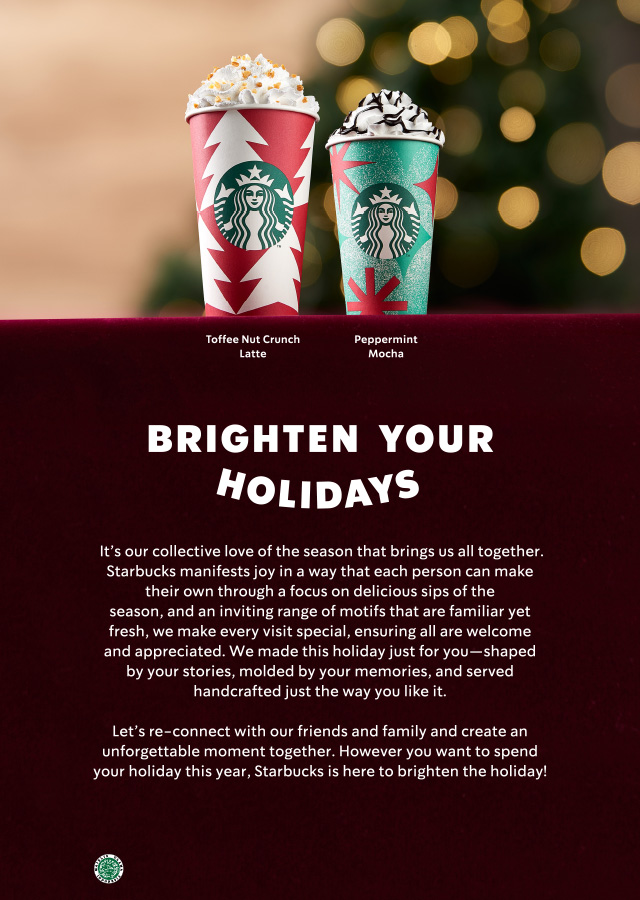 Toffee Nut Crunch
Latte
Peppermint
Mocha
BRIGHTEN YOUR
HOLIDAYS
It's our collective love of the season that brings us all together.
Starbucks manifests joy in a way that each person can make
their own through a focus on delicious sips of the
season, and an inviting range of motifs that are familiar yet
fresh, we make every visit special, ensuring all are welcome
and appreciated. We made this holiday just for you—shaped
by your stories, molded by your memories, and served
handcrafted just the way you like it.
Let's re-connect with our friends and family and create an
unforgettable moment together. However you want to spend
your holiday this year, Starbucks is here to brighten the holiday!